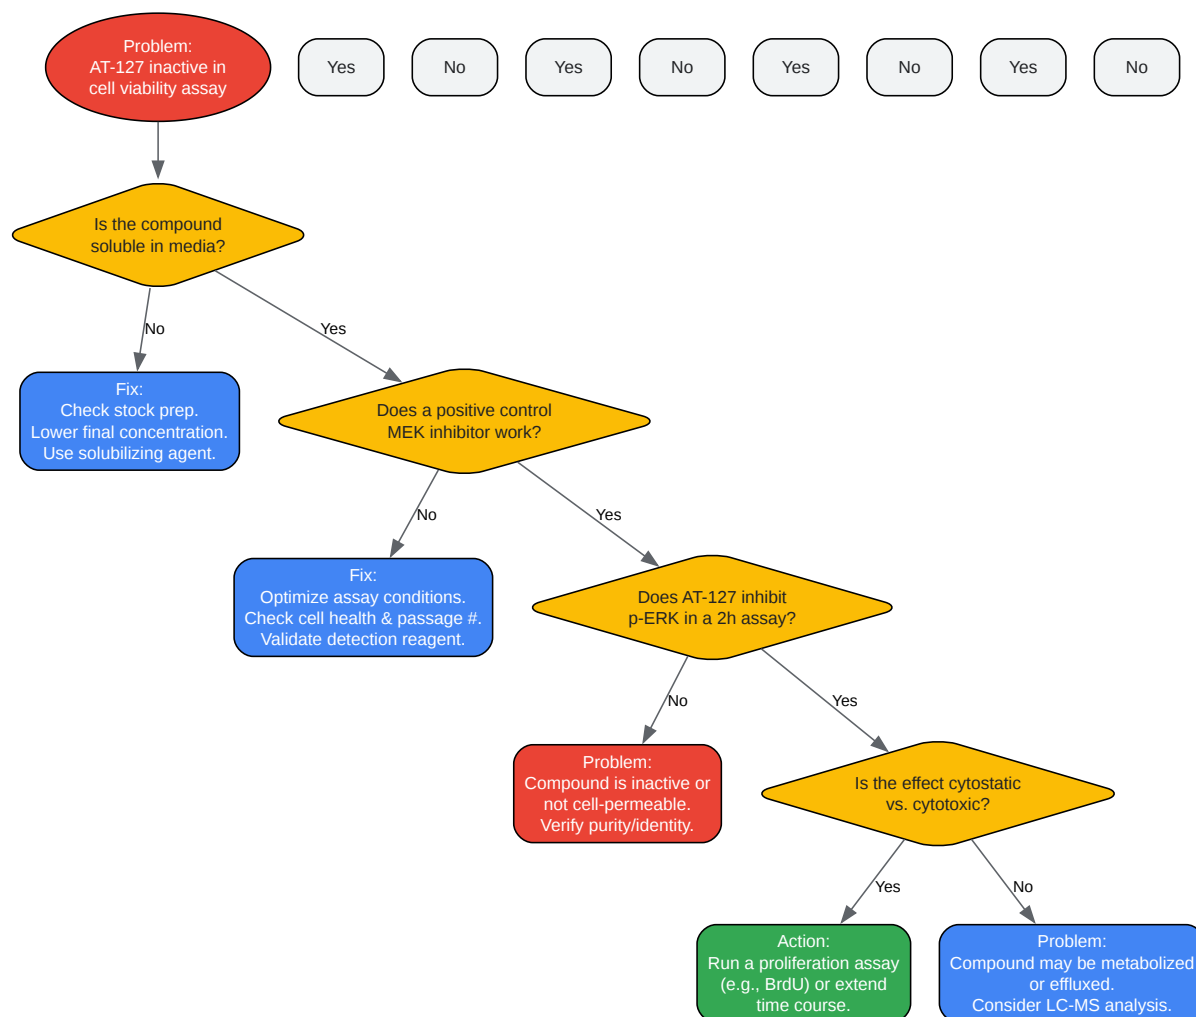 Problem:
AT-127 inactive in
cell viability assay
Yes
No
Yes
No
Yes
No
Yes
No
Is the compound
soluble in media?
No
Yes
Fix:
Check stock prep.
Lower final concentration.
Use solubilizing agent.
Does a positive control
MEK inhibitor work?
No
Yes
Fix:
Optimize assay conditions.
Check cell health & passage #.
Validate detection reagent.
Does AT-127 inhibit
p-ERK in a 2h assay?
No
Yes
Problem:
Compound is inactive or
not cell-permeable.
Verify purity/identity.
Is the effect cytostatic
vs. cytotoxic?
Yes
No
Action:
Run a proliferation assay
(e.g., BrdU) or extend
time course.
Problem:
Compound may be metabolized
or effluxed.
Consider LC-MS analysis.